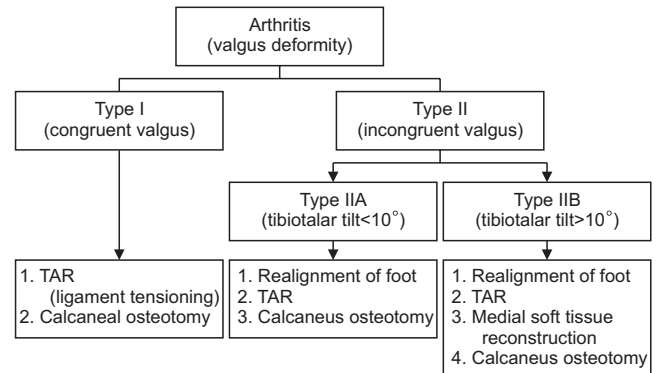 Arthritis
(valgus deformity)
Type I
(congruent valgus)
Type II
(incongruent valgus)
Type IIA
(tibiotalar tilt<10°)
Type IIB
(tibiotalar tilt>10°)
1. TAR
(ligament tensioning)
2. Calcaneal osteotomy
1. Realignment of foot
2. TAR
3. Calcaneus osteotomy
1. Realignment of foot
2. TAR
3. Medial soft tissue
reconstruction
4. Calcaneus osteotomy